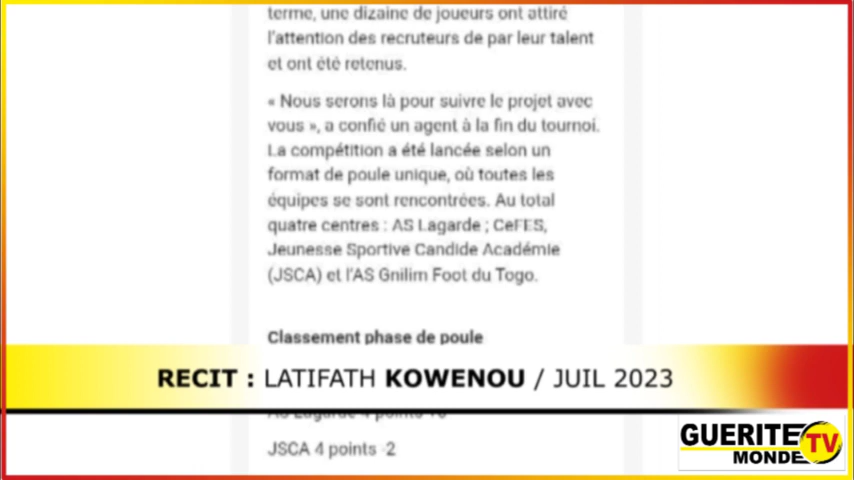 terme, une dizaine de joueurs ont attiré
l'attention des recruteurs de par leur talent
et ont été retenus.
« Nous serons là pour suivre le projet avec
vous », a confié un agent à la fin du tournoi.
La compétition a été lancée selon un
format de poule unique, où toutes les
équipes se sont rencontrées. Au total
quatre centres : AS Lagarde ; CeFES,
Jeunesse Sportive Candide Académie
(JSCA) et l'AS Gnilim Foot du Togo.
Classement phase de poule
RECIT : LATIFATH KOWENOU / JUIL 2023
AS Lagarde 4 points
JSCA 4 points -2
GUERITE
TV
MONDE